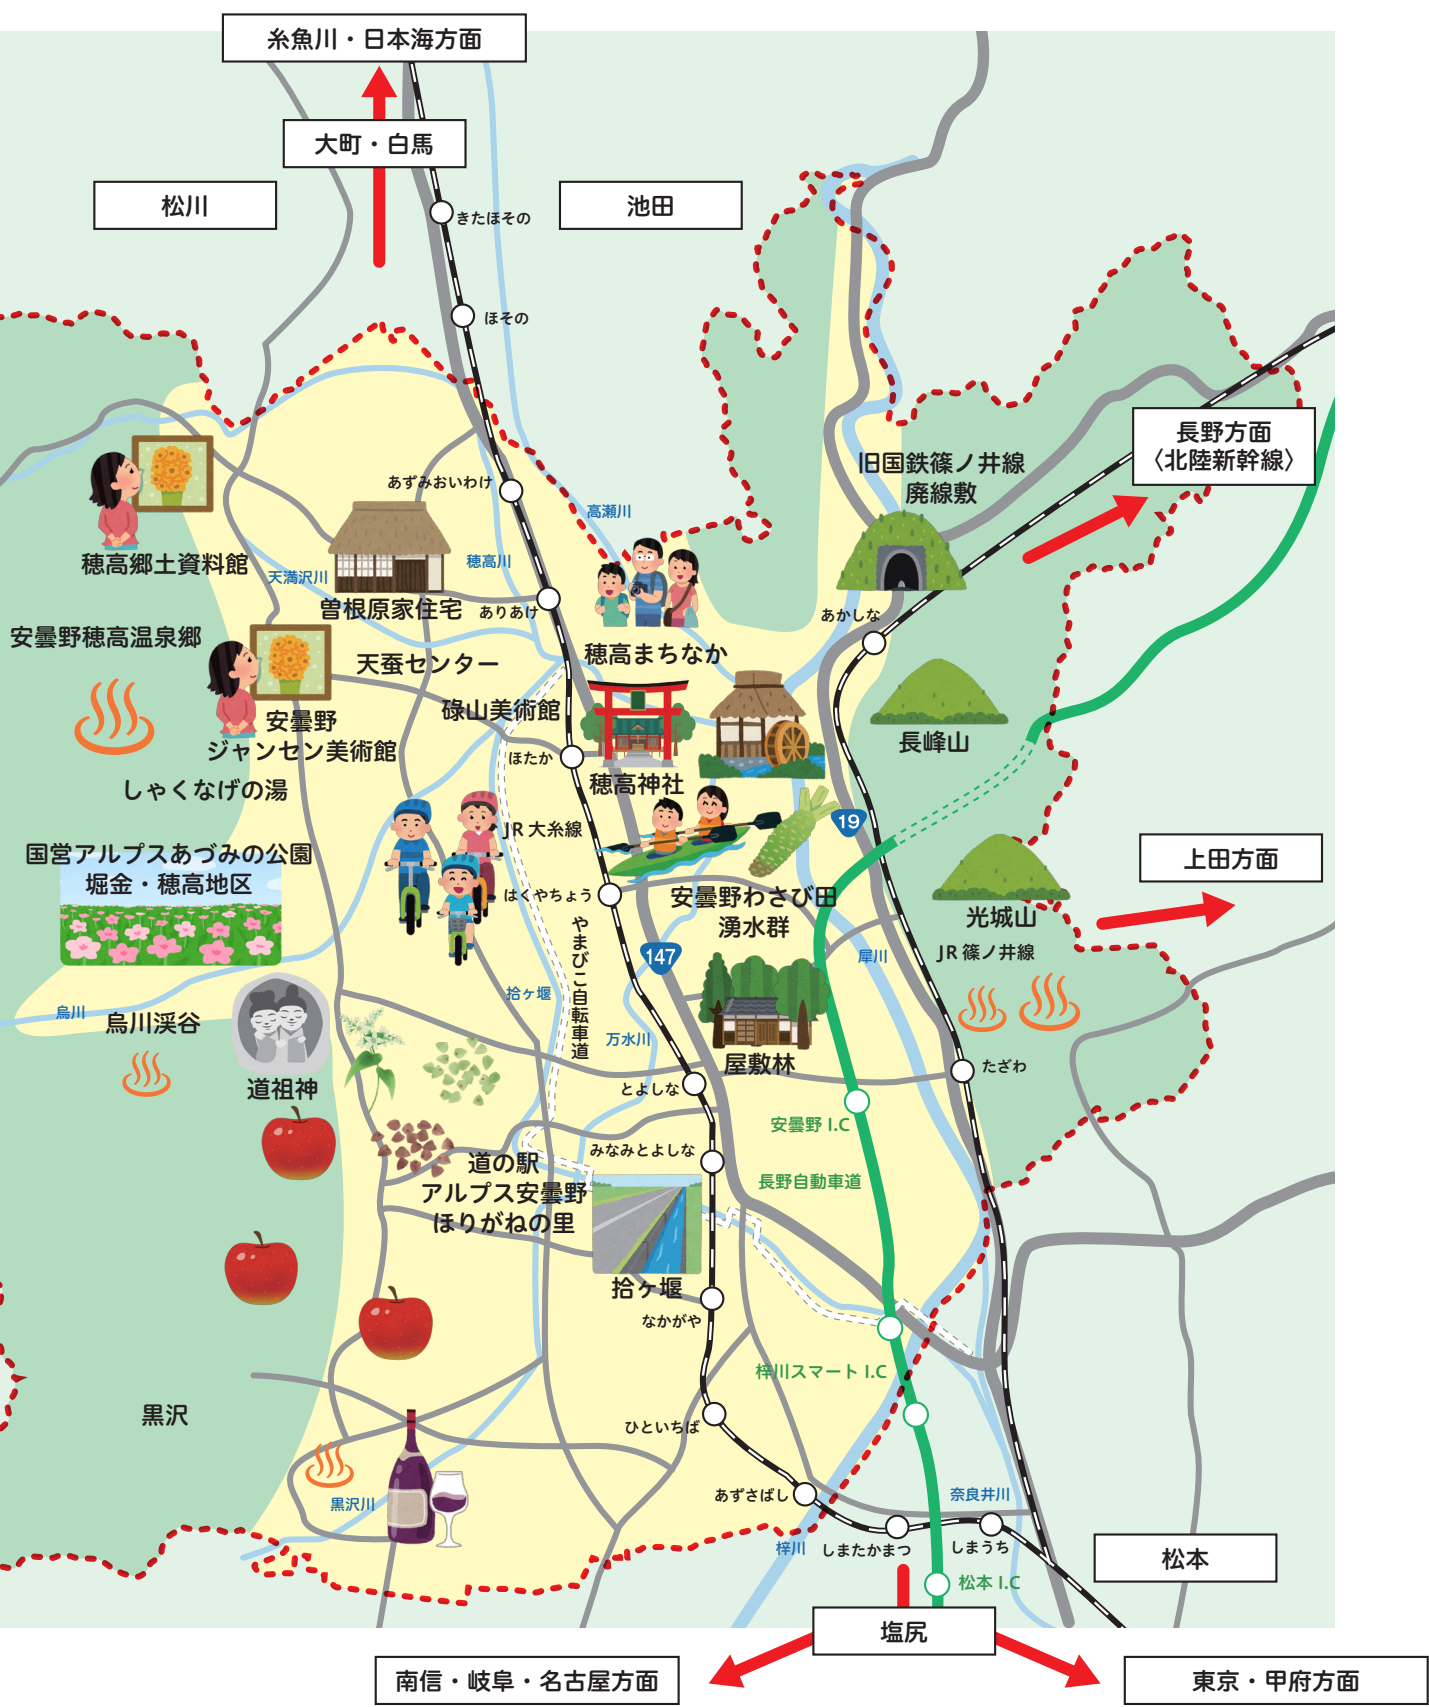 糸魚川・日本海方面
大町・白馬
松川
池田
きたほその
ほその
長野方面
〈北陸新幹線〉
旧国鉄篠ノ井線
廃線敷
あずみおいわけ
高瀬川
穂高川
穂高郷土資料館
天満沢川
曽根原家住宅
ありあけ
あかしな
安曇野穂高温泉郷
天蚕センター
穂高まちなか
碌山美術館
安曇野
ジャンセン美術館
長峰山
ほたか
穂高神社
しゃくなげの湯
JR 大糸線
19
国営アルプスあづみの公園
堀金・穂高地区
上田方面
はくやちょう
安曇野わさび田
湧水群
光城山
やまびこ自転車道
147
犀川
JR 篠ノ井線
拾ヶ堰
烏川
烏川渓谷
万水川
屋敷林
たざわ
道祖神
とよしな
安曇野 I.C
みなみとよしな
道の駅
アルプス安曇野
ほりがねの里
長野自動車道
拾ヶ堰
なかがや
梓川スマート I.C
黒沢
ひといちば
黒沢川
あずさばし
奈良井川
梓川
しまたかまつ
しまうち
松本
松本 I.C
塩尻
南信・岐阜・名古屋方面
東京・甲府方面